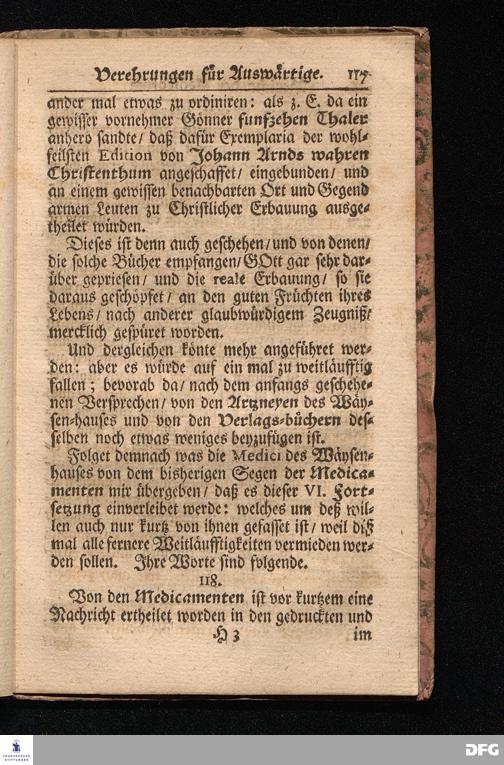 Verehrungen für Auswärtige. 117
ander mal etwas zu ordiniren: als z. E. da ein
gewisser vornehmer Gönner funfzehen Thaler
anhero sandte/ daß dafür Exemplaria der wohl-
feilsten Edition von Johann Arnds wahren
Christenthum angeschaffet/ eingebunden/ und
an einem gewissen benachbarten Ort und Gegend
armen Leuten zu Christlicher Erbauung ausge-
theilet würden.
Dieses ist denn auch geschehen/ und von denen/
die solche Bücher empfangen/ GOtt gar sehr dar-
über gepriesen/ und die reale Erbauung/ so sie
daraus geschöpfet/ an den guten Früchten ihres
Lebens/ nach anderer glaubwürdigem Zeugniß/
mercklich gespüret worden.
Und dergleichen könte mehr angeführet wer-
den: aber es würde auf ein mal zu weitläufftig
fallen; bevorab da/ nach dem anfangs geschehe-
nen Versprechen/ von den Artzneyen des Wäy-
sen-hauses und von den Verlags-büchern des-
selben noch etwas weniges beyzufügen ist.
Folget demnach was die Medici des Wäysen-
hauses von dem bisherigen Segen der Medica-
menten mir übergeben/ daß es dieser VI. Fort-
setzung einverleibet werde: welches um deß wil-
len auch nur kurtz von ihnen gefasset ist/ weil diß
mal alle fernere Weitläufftigkeiten vermieden wer-
den sollen. Ihre Worte sind folgende.
118.
Von den Medicamenten ist vor kurtzem eine
Nachricht ertheilet worden in den gedruckten und
H 3 im
FRANCKESCHE
STIFTUNGEN
DFG